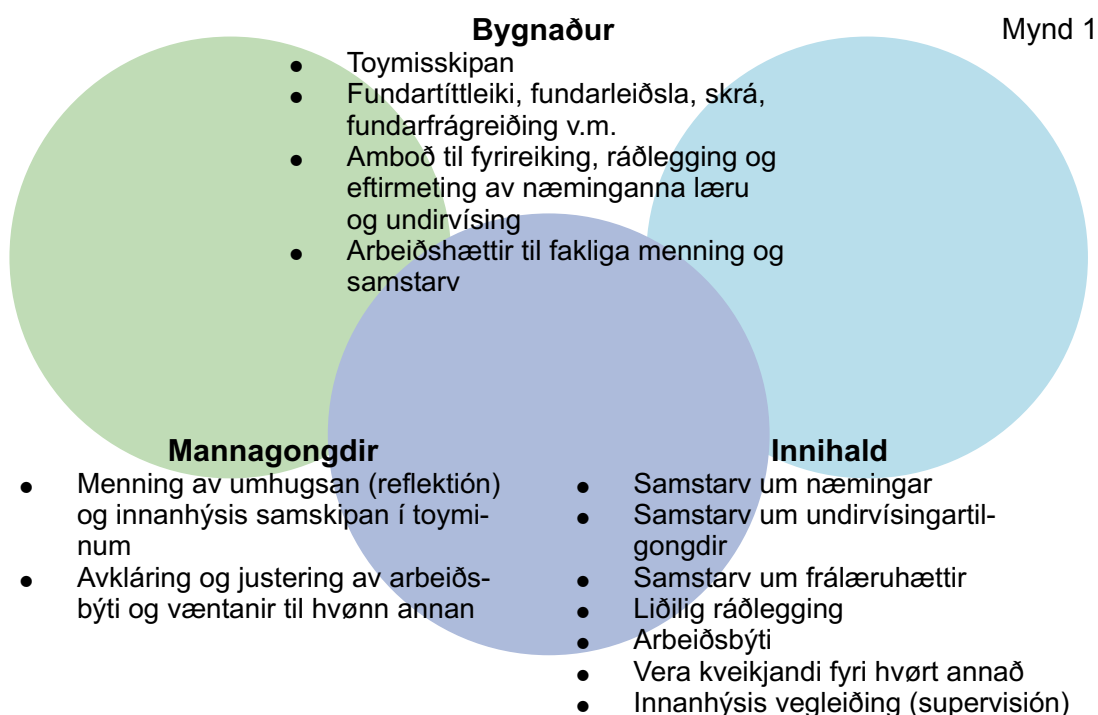 Mynd 1
Bygnaður
● Toymisskipan
● Fundartíttleiki, fundarleiðsla, skrá,
fundarfrágreiðing v.m.
● Amboð til fyrireiking, ráðlegging og
eftirmeting av næminganna læru
og undirvísing
● Arbeiðshættir til fakliga menning og
samstarv
Mannagongdir
● Menning av umhugsan (reflektión)
og innanhýsis samskipan í toymi-
num
● Avkláring og justering av arbeiðs-
býti og væntanir til hvønn annan
Innihald
● Samstarv um næmingar
● Samstarv um undirvísingartil-
gongdir
● Samstarv um frálæruhættir
● Liðilig ráðlegging
● Arbeiðsbýti
● Vera kveikjandi fyri hvørt annað
● Innanhýsis vegleiðing (supervisión)